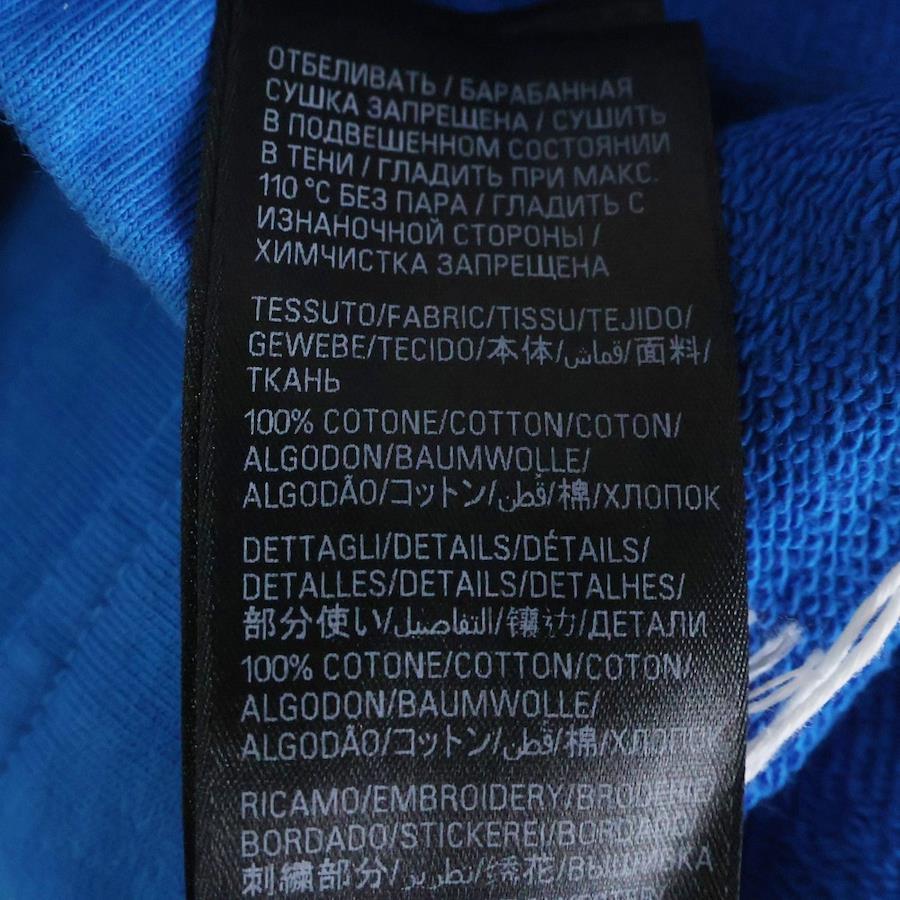 ОТБЕЛИВАТЬ / БАРАБАННАЯ
СУШКА ЗАПРЕЩЕНА / СУШИТЬ
В ПОДВЕШЕННОМ СОСТОЯНИИ
В ТЕНИ / ГЛАДИТЬ ПРИ МАКС.
110 °C БЕЗ ПАРА / ГЛАДИТЬ С
ИЗНАНОЧНОЙ СТОРОНЫ /
ХИМЧИСТКА ЗАПРЕЩЕНА
TESSUTO/FABRIC/TISSU/TEJIDO/
GEWEBE/TECIDO/本体/قماش/面料/
ТКАНЬ
100% COTONE/COTTON/COTON/
ALGODON/BAUMWOLLE/
ALGODÃO/コットン/قطن/棉/ХЛОПОК
DETTAGLI/DETAILS/DÉTAILS/
DETALLES/DETAILS/DETALHES/
部分使い/التفاصيل/镶边/ДЕТАЛИ
100% COTONE/COTTON/COTON/
ALGODON/BAUMWOLLE/
ALGODÃO/コットン/قطن/棉/ХЛОПОК
RICAMO/EMBROIDERY/BRODERIE
BORDADO/STICKEREI/BORDADO
刺繍部分/تطريز/绣花/ВЫШИВКА